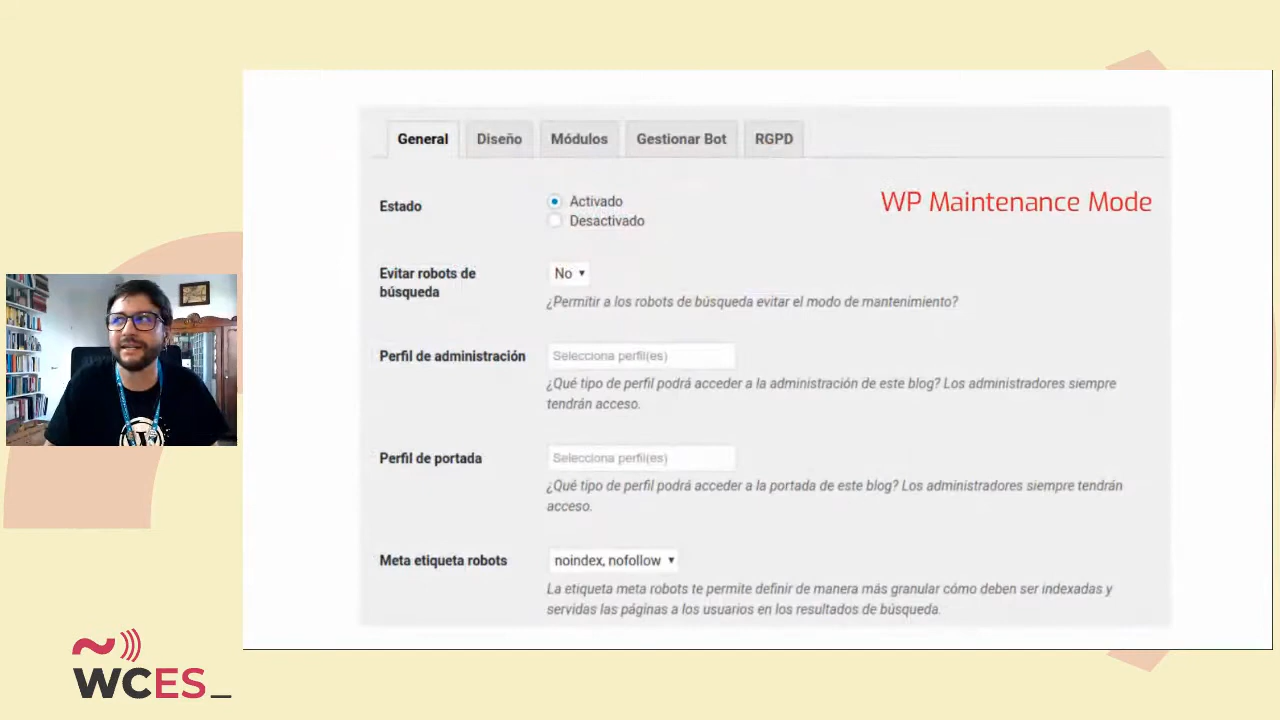 General Diseño Módulos Gestionar Bot RGPD
WP Maintenance Mode
Estado
Activado
Desactivado
Evitar robots de
búsqueda
No
¿Permitir a los robots de búsqueda evitar el modo de mantenimiento?
Perfil de administración
Selecciona perfil(es)
¿Qué tipo de perfil podrá acceder a la administración de este blog? Los administradores siempre
tendrán acceso.
Perfil de portada
Selecciona perfil(es)
¿Qué tipo de perfil podrá acceder a la portada de este blog? Los administradores siempre tendrán
acceso.
Meta etiqueta robots
noindex, nofollow
La etiqueta meta robots te permite definir de manera más granular cómo deben ser indexadas y
servidas las páginas a los usuarios en los resultados de búsqueda.
WCES_